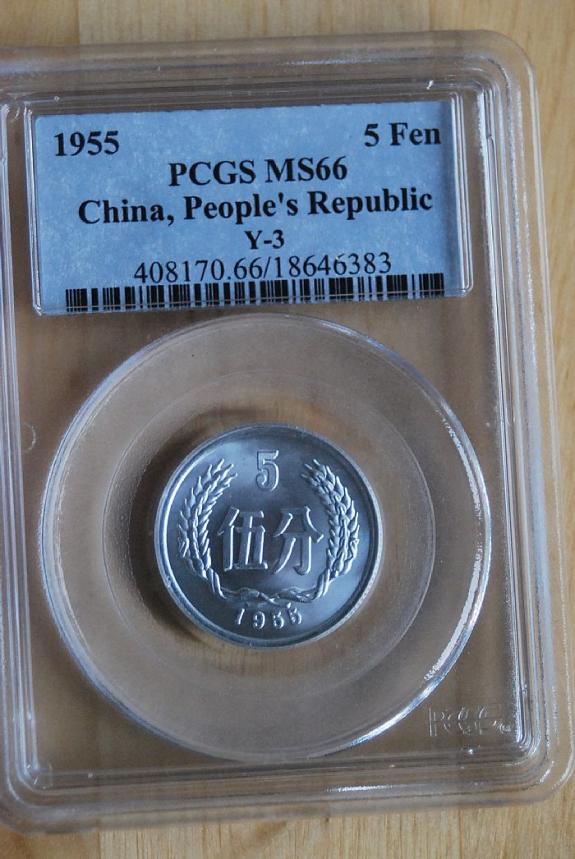 1955 5 Fen
PCGS MS66
China, People's Republic
Y-3
408170.66/18646383
5
伍分
1955
PCGS